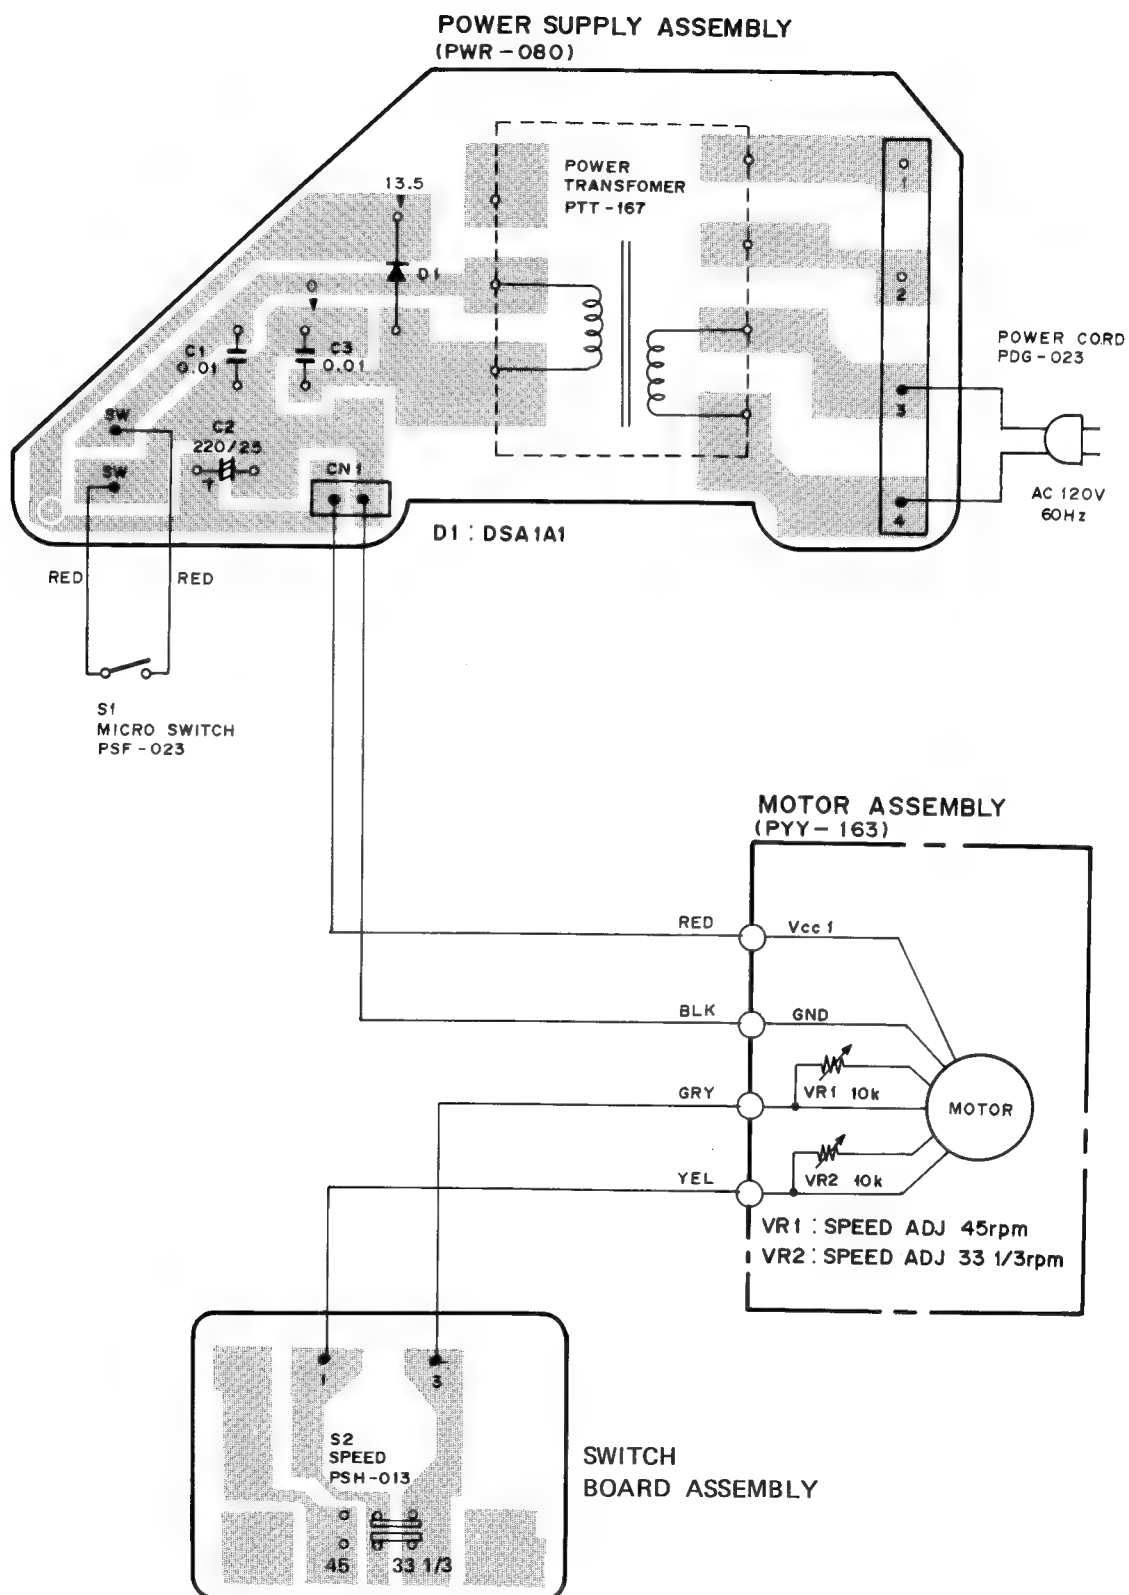 POWER SUPPLY ASSEMBLY
(PWR-080)
POWER
TRANSFOMER
PTT-167
13.5
D1
0
C1
0.01
C3
0.01
SW
SW
C2
220/25
+
CN1
1
2
3
4
POWER CORD
PDG-023
AC 120V
60Hz
D1 : DSA1A1
RED
RED
S1
MICRO SWITCH
PSF-023
MOTOR ASSEMBLY
(PYY-163)
RED
Vcc 1
BLK
GND
GRY
VR1 10k
MOTOR
YEL
VR2 10k
VR1 : SPEED ADJ 45rpm
VR2 : SPEED ADJ 33 1/3rpm
1
3
S2
SPEED
PSH-013
45
33 1/3
SWITCH
BOARD ASSEMBLY